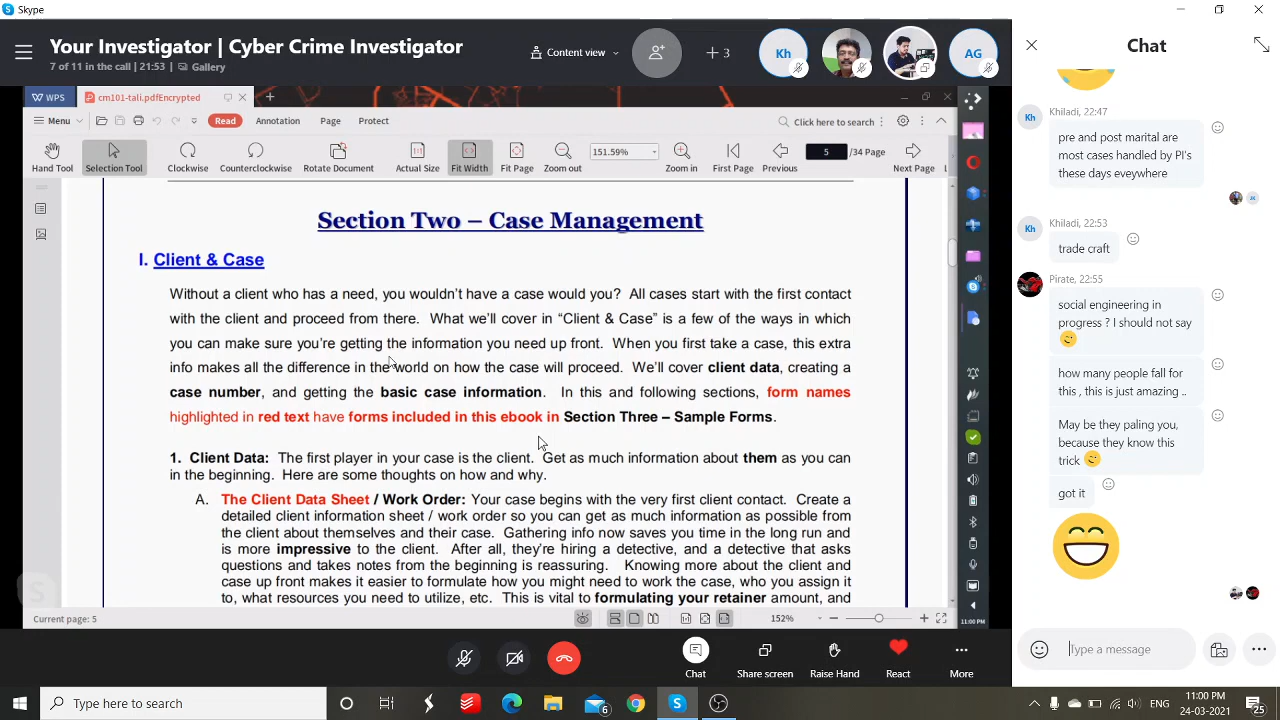 Skype
Your Investigator | Cyber Crime Investigator
7 of 11 in the call | 21:53 | Gallery
Content view
+ 3
Kh
AG
Chat
WPS
cm101-tali.pdfEncrypted
Menu
Read
Annotation
Page
Protect
Click here to search
Hand Tool
Selection Tool
Clockwise
Counterclockwise
Rotate Document
Actual Size
Fit Width
Fit Page
Zoom out
151.59%
Zoom in
First Page
Previous
5
/34 Page
Next Page
L
Section Two – Case Management
I. Client & Case
Without a client who has a need, you wouldn't have a case would you? All cases start with the first contact
with the client and proceed from there. What we'll cover in "Client & Case" is a few of the ways in which
you can make sure you're getting the information you need up front. When you first take a case, this extra
info makes all the difference in the world on how the case will proceed. We'll cover client data, creating a
case number, and getting the basic case information. In this and following sections, form names
highlighted in red text have forms included in this ebook in Section Three – Sample Forms.
1. Client Data: The first player in your case is the client. Get as much information about them as you can
in the beginning. Here are some thoughts on how and why.
A. The Client Data Sheet / Work Order: Your case begins with the very first client contact. Create a
detailed client information sheet / work order so you can get as much information as possible from
the client about themselves and their case. Gathering info now saves you time in the long run and
is more impressive to the client. After all, they're hiring a detective, and a detective that asks
questions and takes notes from the beginning is reassuring. Knowing more about the client and
case up front makes it easier to formulate how you might need to work the case, who you assign it
to, what resources you need to utilize, etc. This is vital to formulating your retainer amount, and
Current page: 5
152%
11:00 PM
Khiladi, 22:47
Kh
pre and post marital are
most cases handled by PI's
these days eveywhere
Khiladi, 22:53
Kh
trade craft
Pirate, 22:55
social engineering in
progress ? I should not say
how many people fall for
this , this is just amazing ..
May be they paling you,
because they know this
trick
got it
Type a message
Chat
Share screen
Raise Hand
React
More
Type here to search
6
ENG
11:00 PM
24-03-2021
25